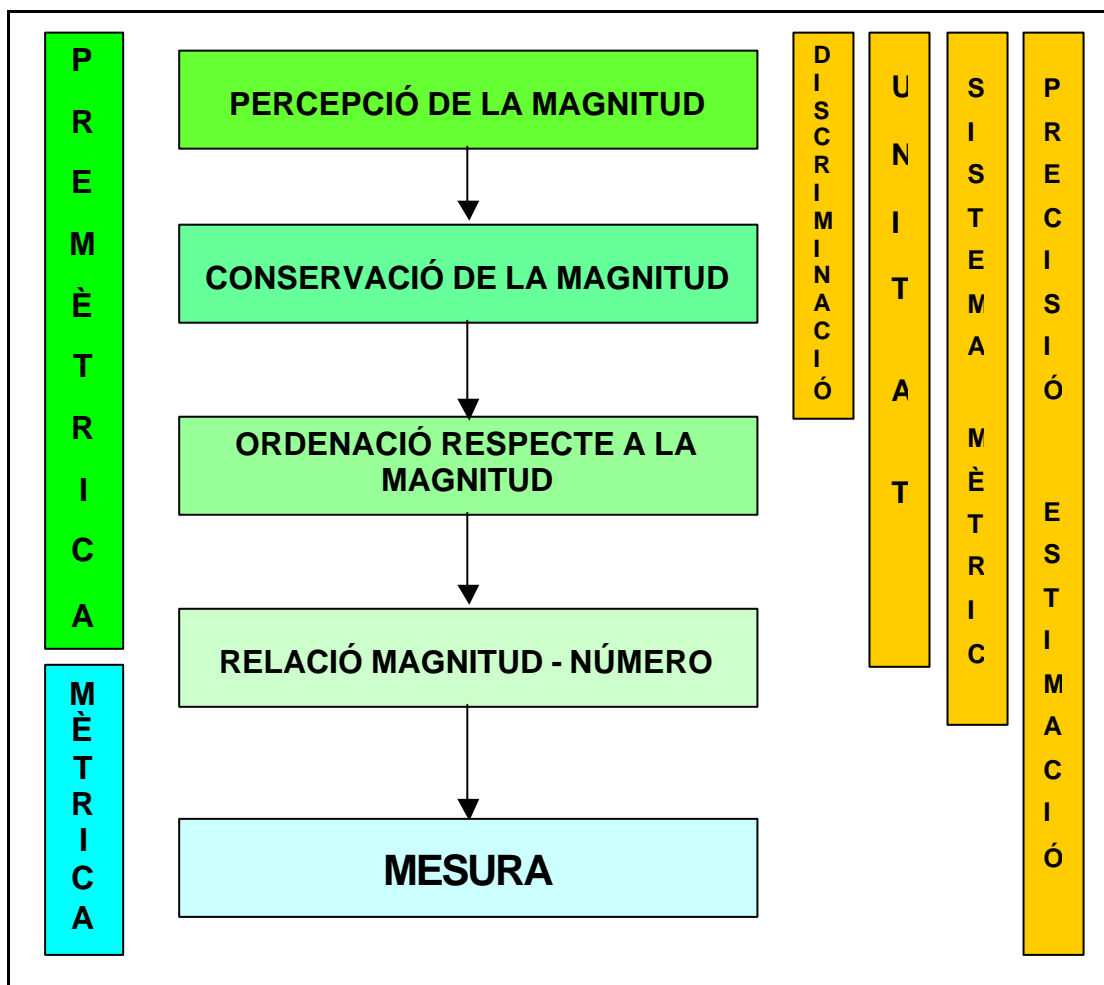 PREMÈTRICA
MÈTRICA
PERCEPCIÓ DE LA MAGNITUD
CONSERVACIÓ DE LA MAGNITUD
ORDENACIÓ RESPECTE A LA
MAGNITUD
RELACIÓ MAGNITUD - NÚMERO
MESURA
DISCRIMINACIÓ
UNITAT
SISTEMA MÈTRIC
PRECISIÓ ESTIMACIÓ